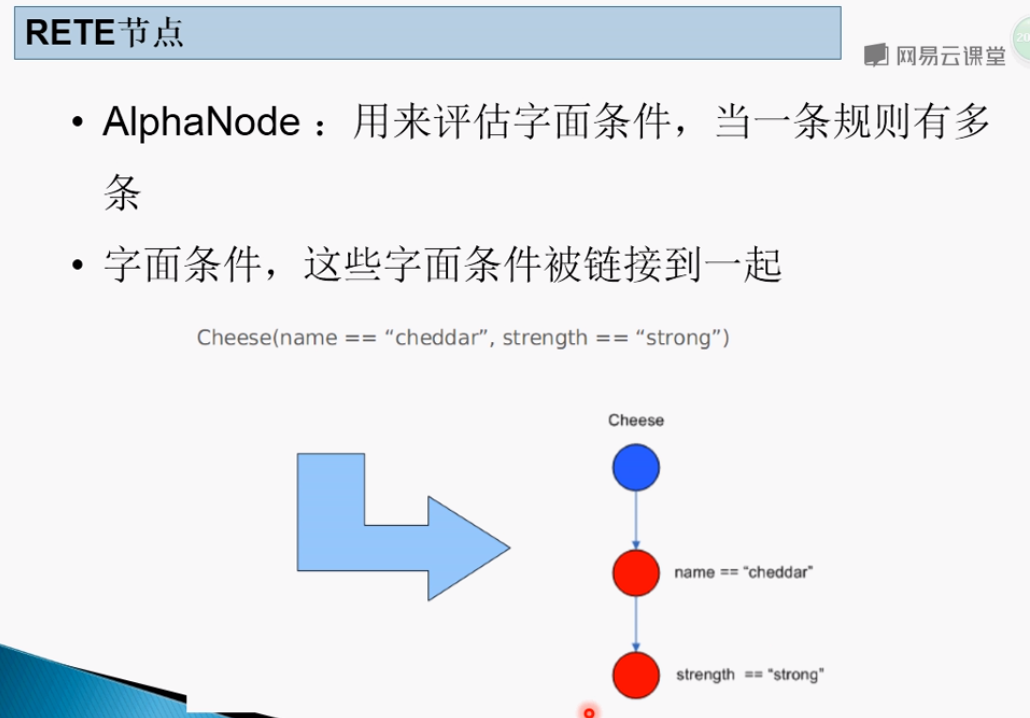 RETE节点
网易云课堂
20
• AlphaNode ：用来评估字面条件，当一条规则有多
条
• 字面条件，这些字面条件被链接到一起
Cheese(name == “cheddar”, strength == “strong”)
Cheese
name == “cheddar”
strength == “strong”